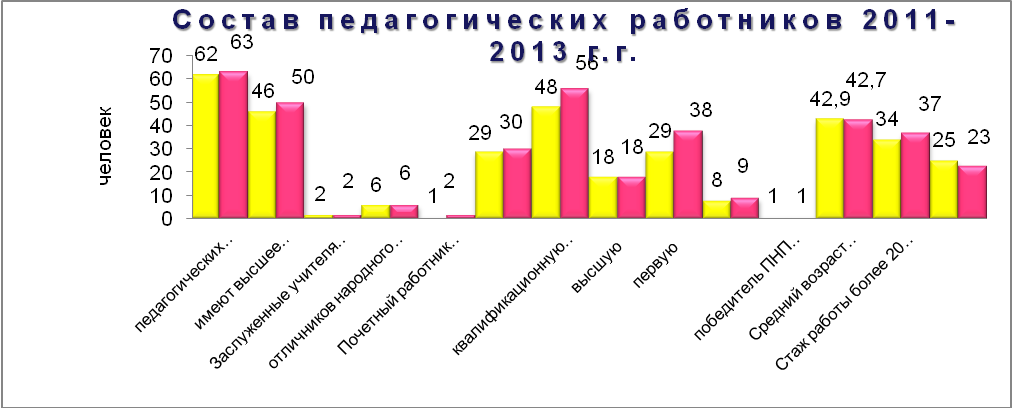 Состав педагогических работников 2011-
2013 г.г.
человек
70
60
50
40
30
20
10
0
62 63
46 50
2 2
6 6
1 2
29 30
48 56
18 18
29 38
8 9
1 1
42,9 42,7
34 37
25 23
педагогических..
имеют высшее..
Заслуженные учителя..
отличников народного..
Почетный работник..
квалификационную..
высшую
первую
победитель ПНП..
Средний возраст..
Стаж работы более 20..